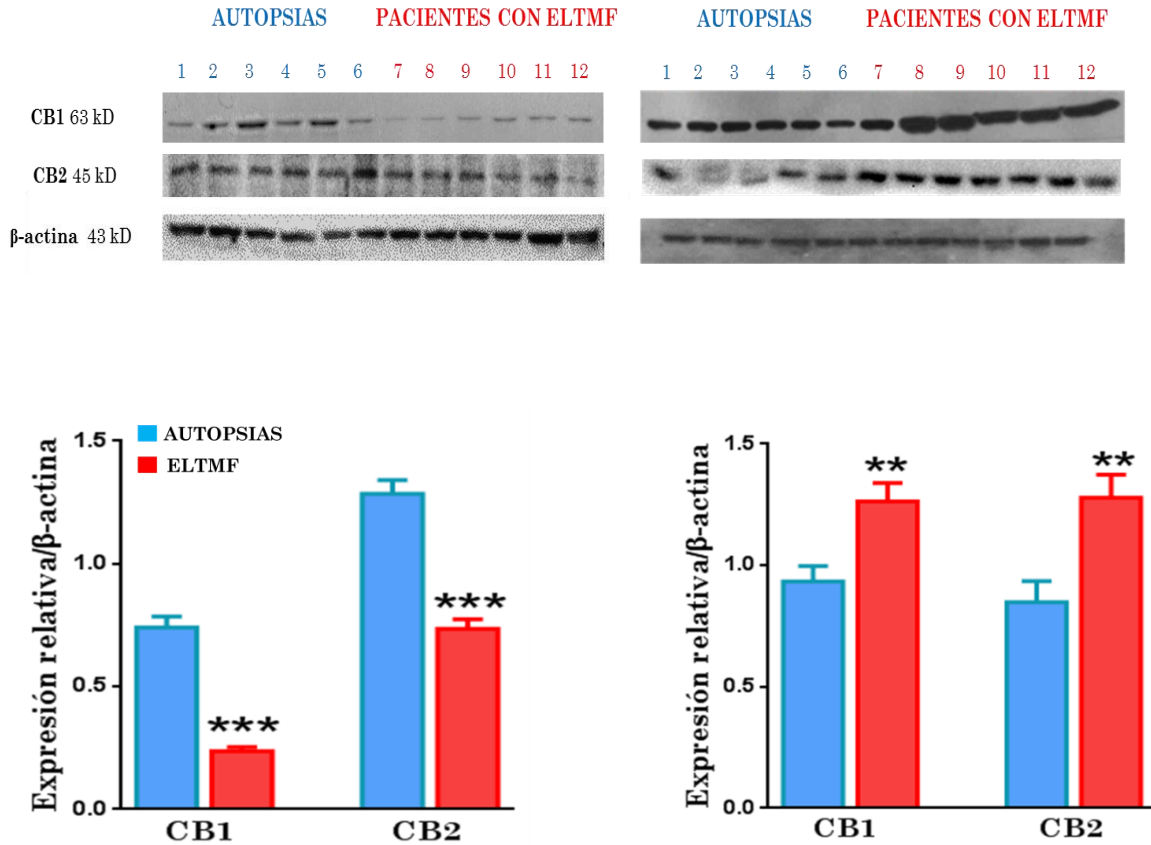 AUTOPSIAS PACIENTES CON ELTMF
1 2 3 4 5 6 7 8 9 10 11 12
CB1 63 kD
CB2 45 kD
β-actina 43 kD
AUTOPSIAS PACIENTES CON ELTMF
1 2 3 4 5 6 7 8 9 10 11 12
Expresión relativa/β-actina
1.5
1.0
0.5
0.0
AUTOPSIAS
ELTMF
***
***
CB1 CB2
Expresión relativa/β-actina
1.5
1.0
0.5
0.0
**
**
CB1 CB2